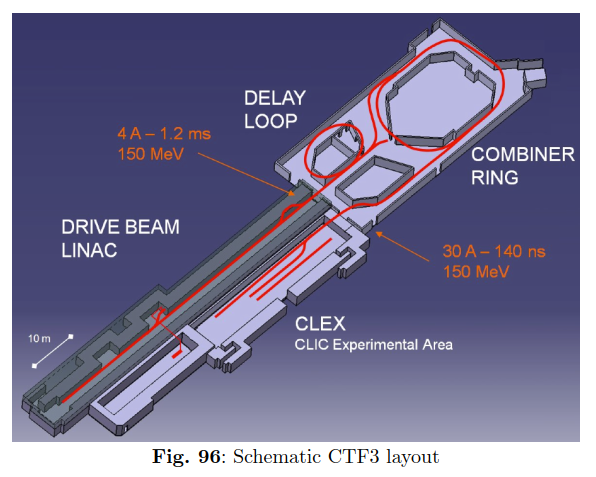 DELAY
LOOP
4 A – 1.2 ms
150 MeV
COMBINER
RING
DRIVE BEAM
LINAC
30 A – 140 ns
150 MeV
10 m
CLEX
CLIC Experimental Area
Fig. 96: Schematic CTF3 layout